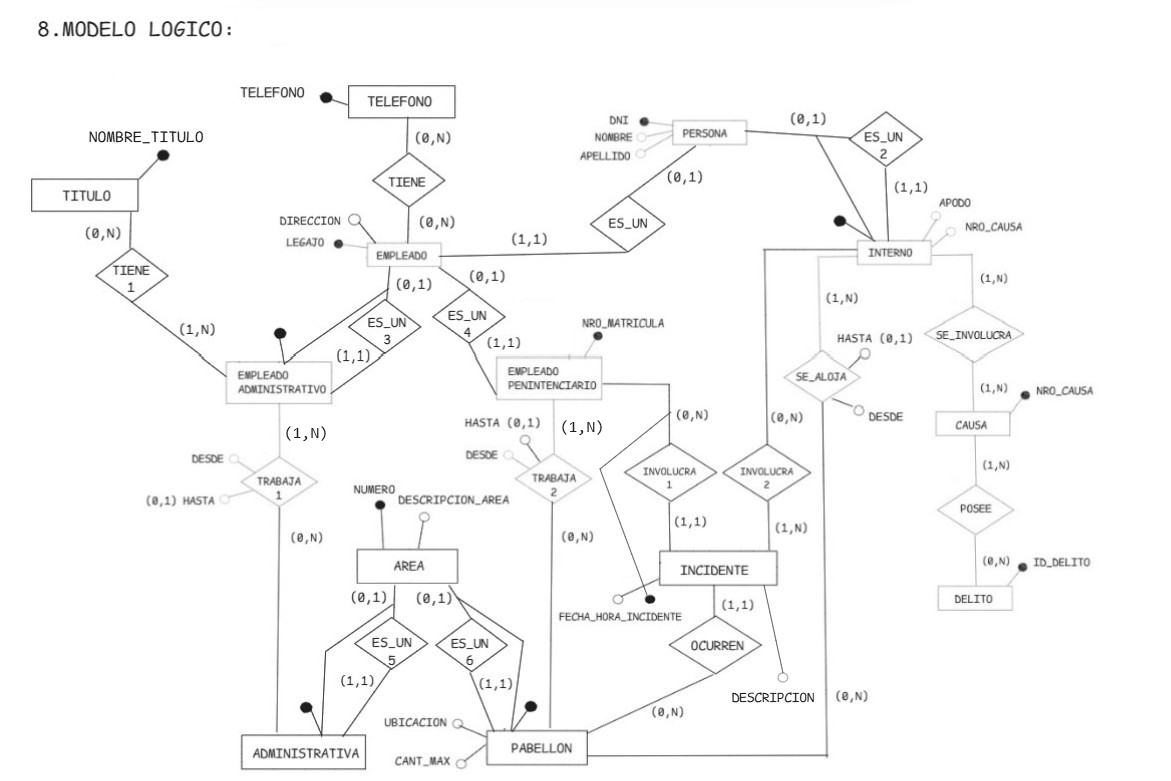 8.MODELO LOGICO:
TELEFONO
TELEFONO
(0,N)
TIENE
(0,N)
NOMBRE_TITULO
TITULO
(0,N)
TIENE
1
(1,N)
DIRECCION
LEGAJO
EMPLEADO
(1,1)
ES_UN
(0,1)
DNI
NOMBRE
APELLIDO
PERSONA
(0,1)
ES_UN
2
(1,1)
APODO
NRO_CAUSA
INTERNO
(0,1)
ES_UN
3
(1,1)
(0,1)
ES_UN
4
(1,1)
NRO_MATRICULA
EMPLEADO
ADMINISTRATIVO
EMPLEADO
PENINTENCIARIO
(1,N)
HASTA (0,1)
SE_ALOJA
DESDE
(1,N)
SE_INVOLUCRA
(1,N)
NRO_CAUSA
CAUSA
(1,N)
POSEE
(0,N)
ID_DELITO
DELITO
(1,N)
DESDE
(0,1) HASTA
TRABAJA
1
(0,N)
HASTA (0,1)
(1,N)
DESDE
TRABAJA
2
(0,N)
(0,N)
INVOLUCRA
1
(1,1)
(0,N)
INVOLUCRA
2
(1,N)
NUMERO
DESCRIPCION_AREA
AREA
(0,1)
(0,1)
ES_UN
5
(1,1)
ES_UN
6
(1,1)
INCIDENTE
FECHA_HORA_INCIDENTE
(1,1)
OCURREN
(0,N)
DESCRIPCION
(0,N)
UBICACION
CANT_MAX
ADMINISTRATIVA
PABELLON